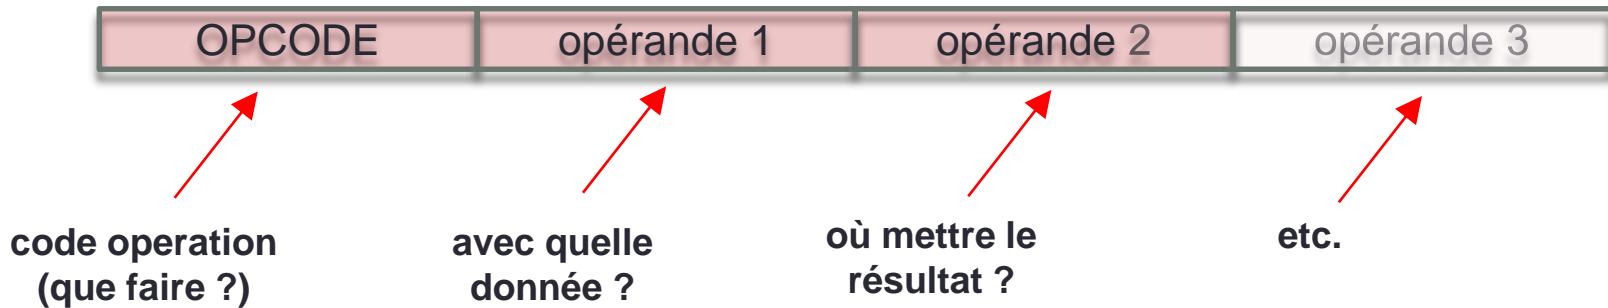 OPCODE opérande 1 opérande 2 opérande 3
code operation
(que faire ?)
avec quelle
donnée ?
où mettre le
résultat ?
etc.